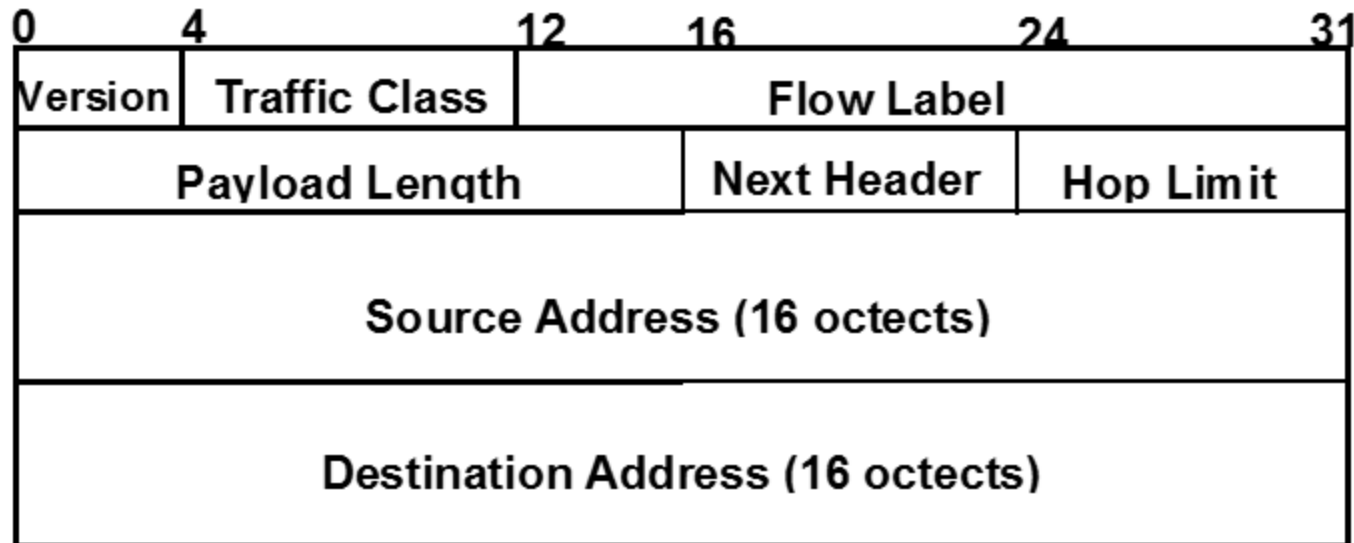 0 4 12 16 24 31
Version Traffic Class Flow Label
Payload Length Next Header Hop Limit
Source Address (16 octects)
Destination Address (16 octects)